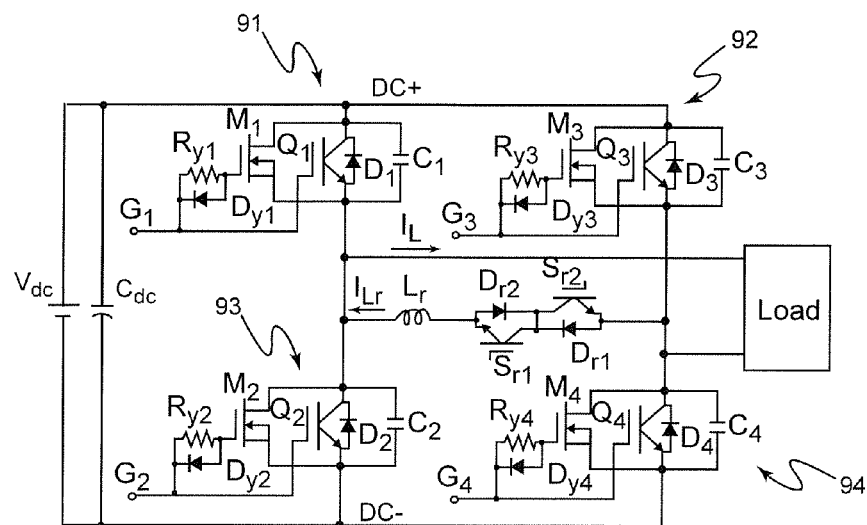 91
92
DC+
M1
Ry1
Q1
D1
C1
Dy1
G1
M3
Ry3
Q3
D3
C3
Dy3
G3
IL
Vdc
Cdc
ILr
Lr
Dr2
Sr2
Sr1
Dr1
Load
93
M2
Ry2
Q2
D2
C2
Dy2
G2
M4
Ry4
Q4
D4
C4
Dy4
G4
DC-
94